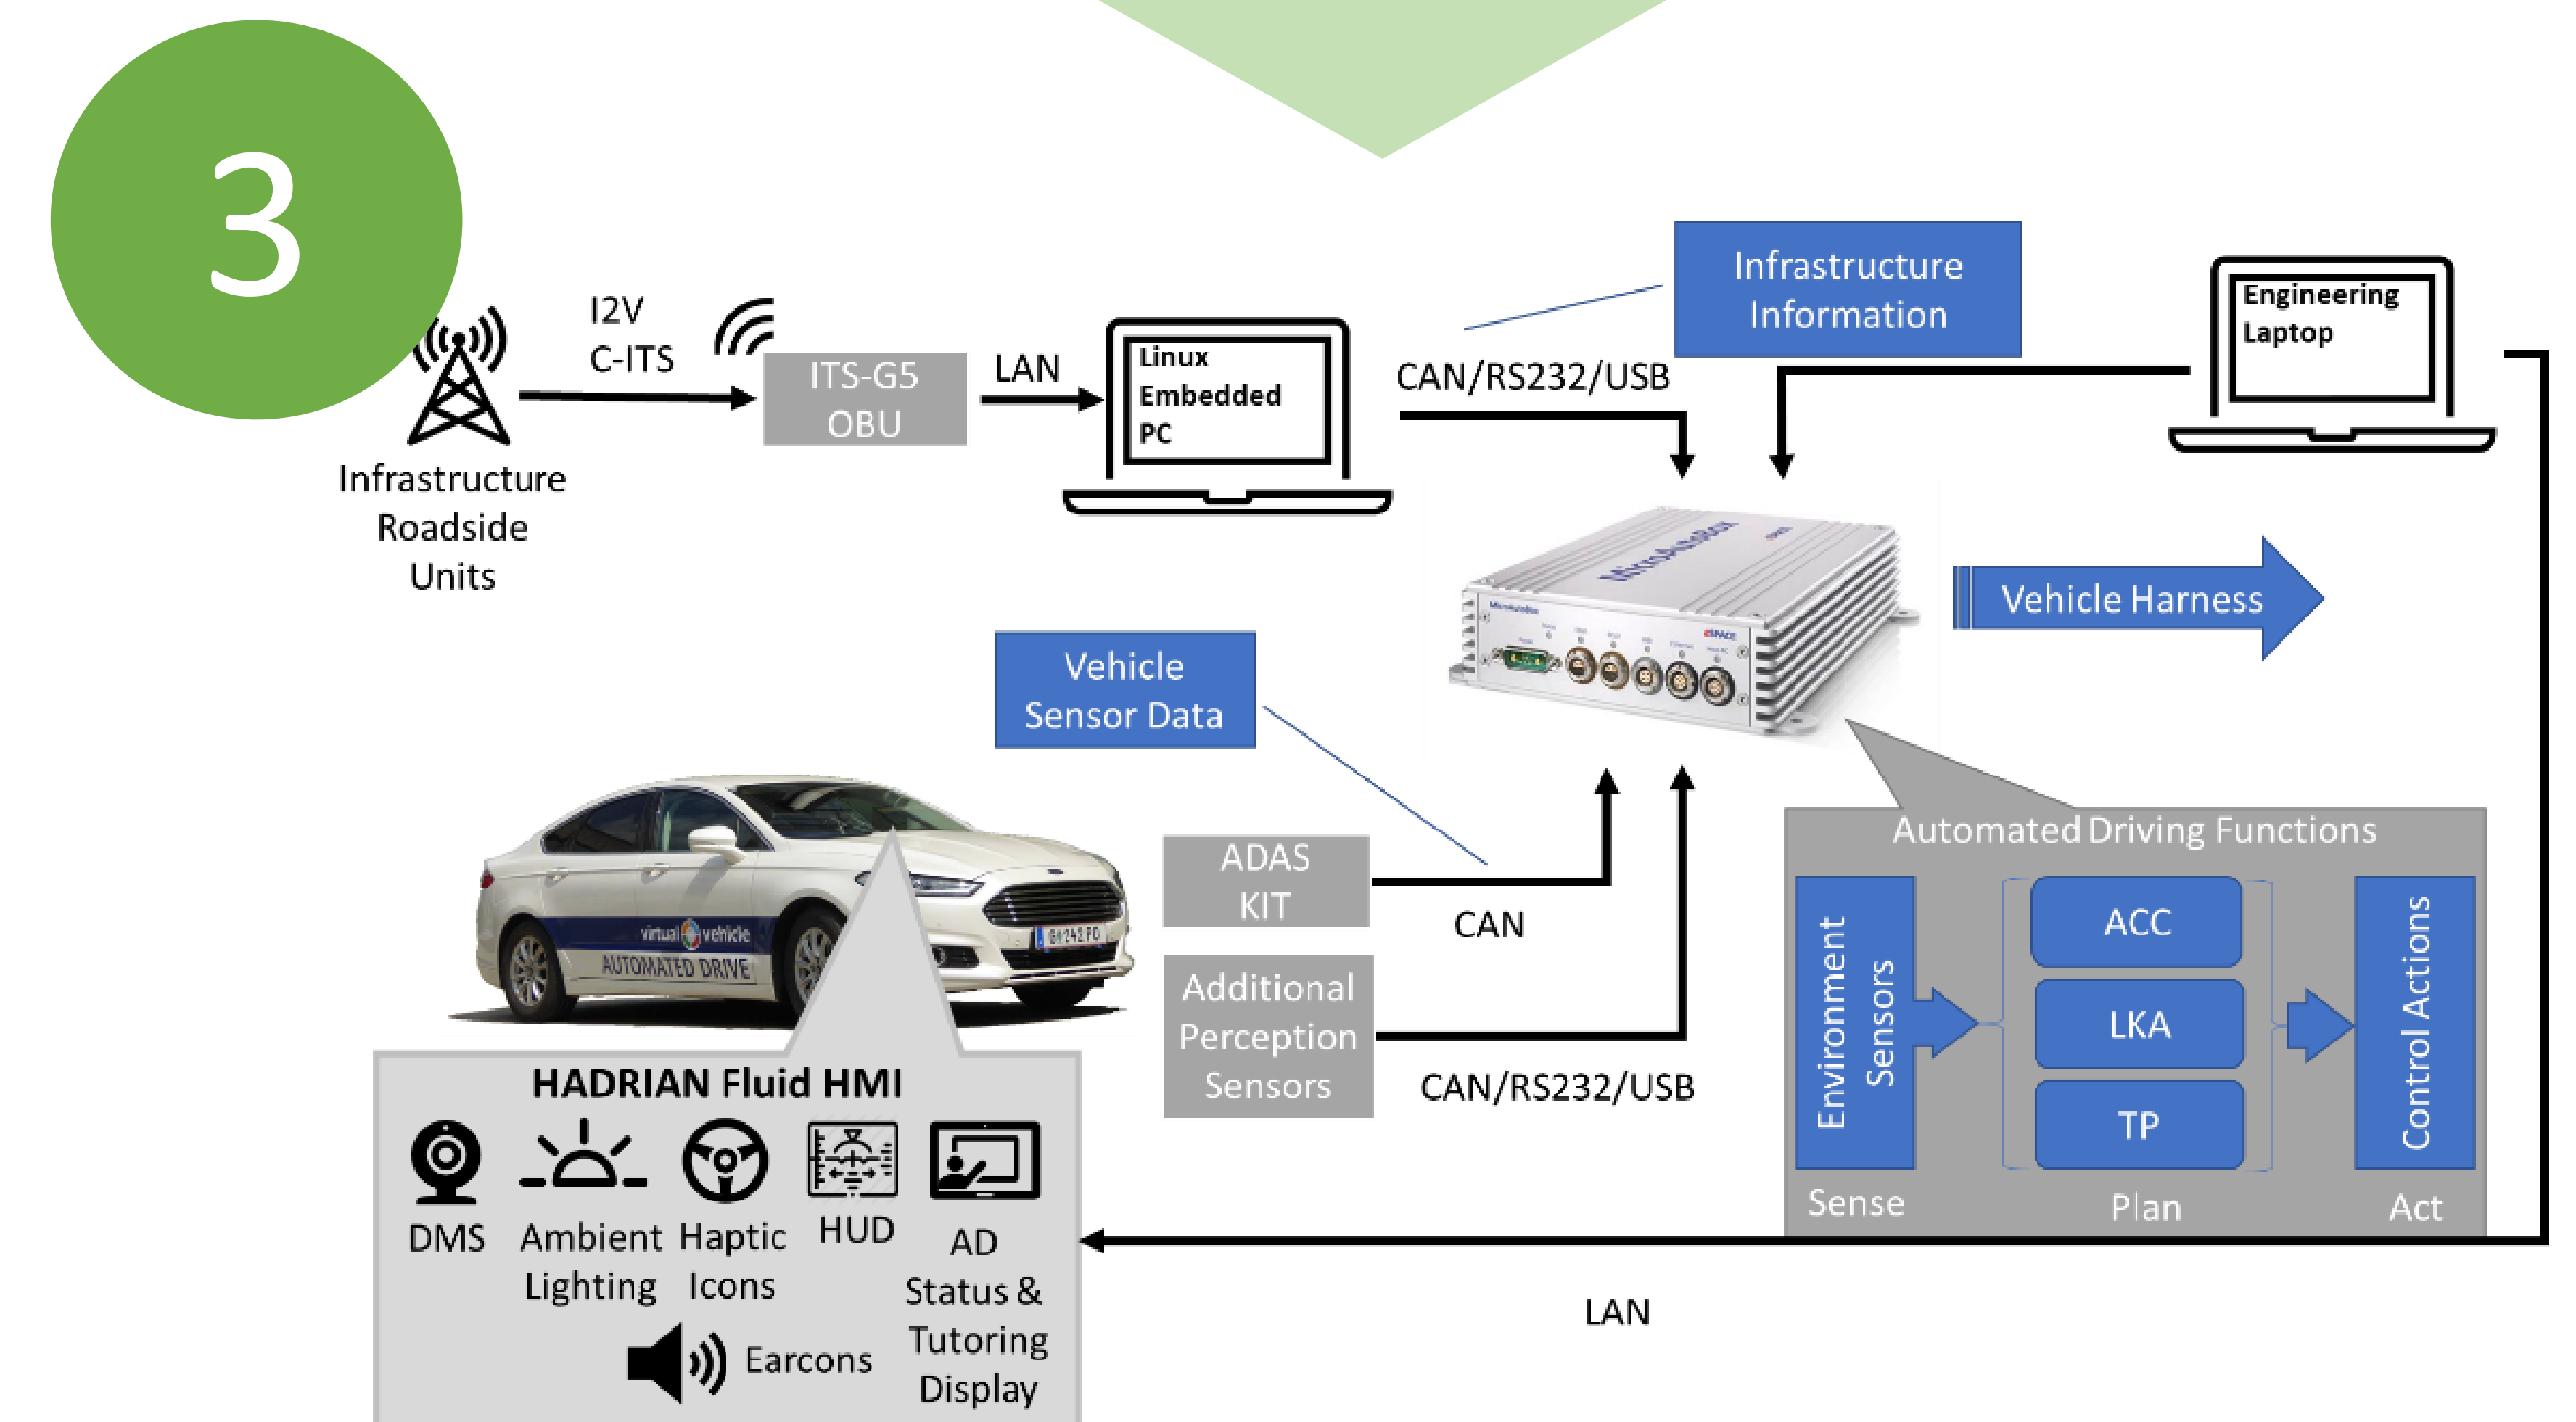 3
I2V
C-ITS
Infrastructure
Roadside
Units
ITS-G5
OBU
LAN
Linux
Embedded
PC
CAN/RS232/USB
Infrastructure
Information
Engineering
Laptop
MicroAutoBox
MicroAutoBox
dSPACE
Vehicle Harness
Vehicle
Sensor Data
virtual vehicle
AUTOMATED DRIVE
ADAS
KIT
CAN
Additional
Perception
Sensors
CAN/RS232/USB
Automated Driving Functions
Environment
Sensors
ACC
LKA
TP
Control Actions
Sense
Plan
Act
HADRIAN Fluid HMI
DMS
Ambient
Lighting
Haptic
Icons
HUD
AD
Status &
Tutoring
Display
Earcons
LAN